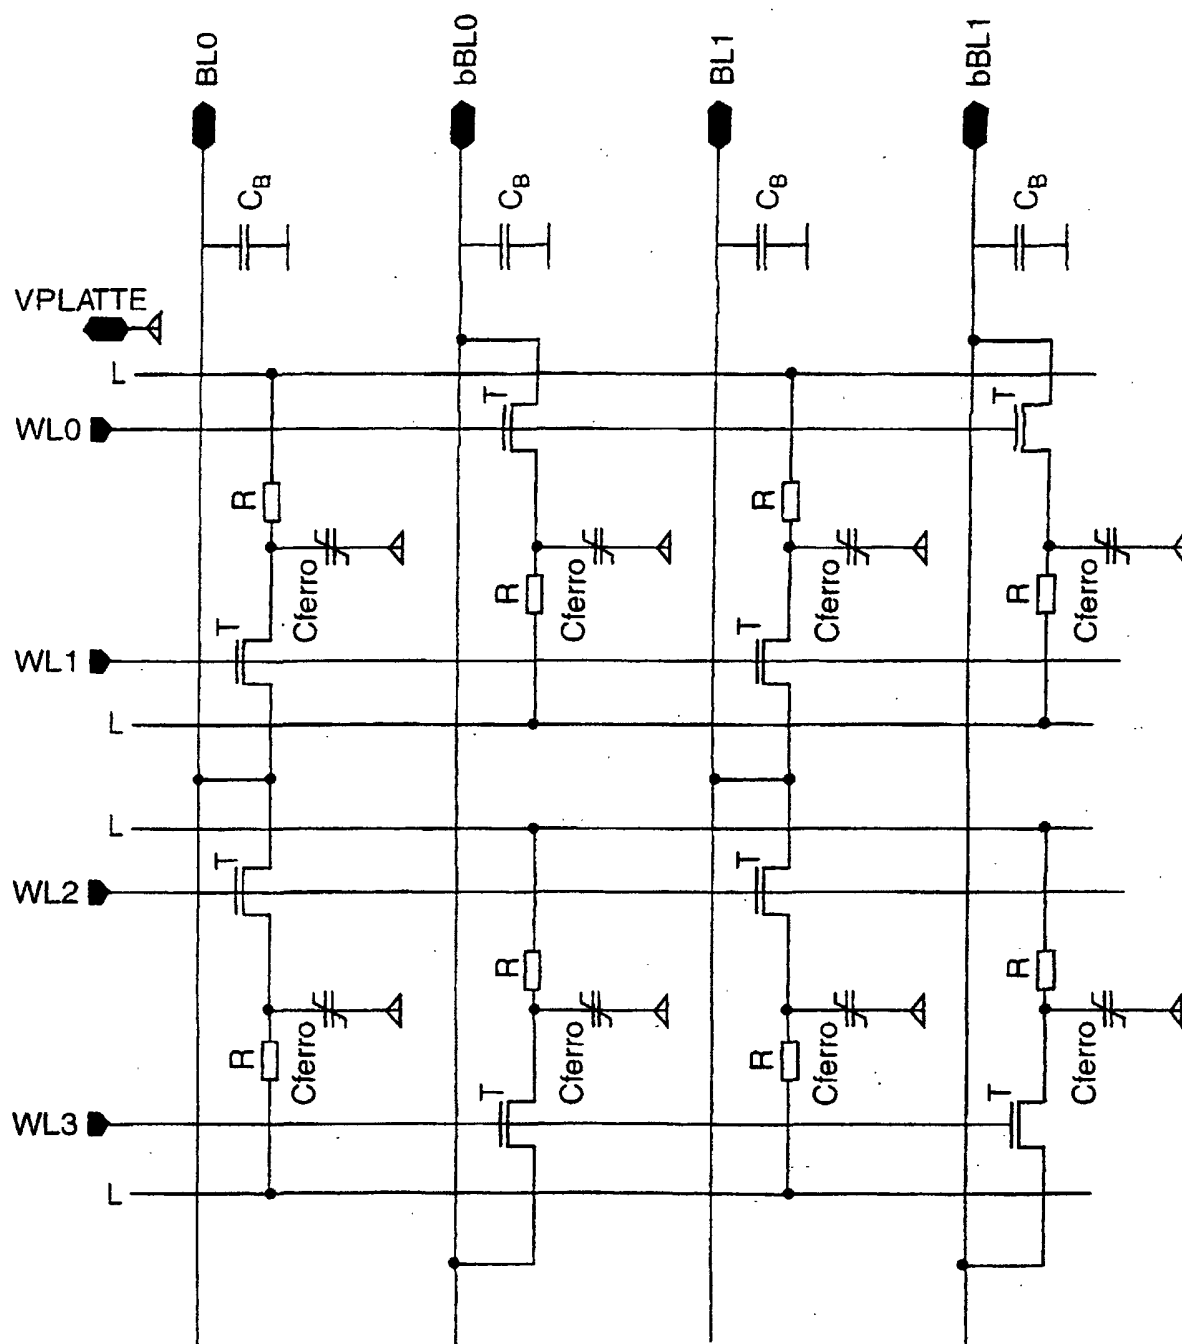 BL0
bBL0
BL1
bBL1
CB
CB
CB
CB
VPLATTE
L
WL0
T
T
R
R
Cferro
R
Cferro
R
Cferro
Cferro
WL1
T
T
L
L
WL2
T
T
R
R
Cferro
R
Cferro
R
Cferro
Cferro
WL3
T
T
L